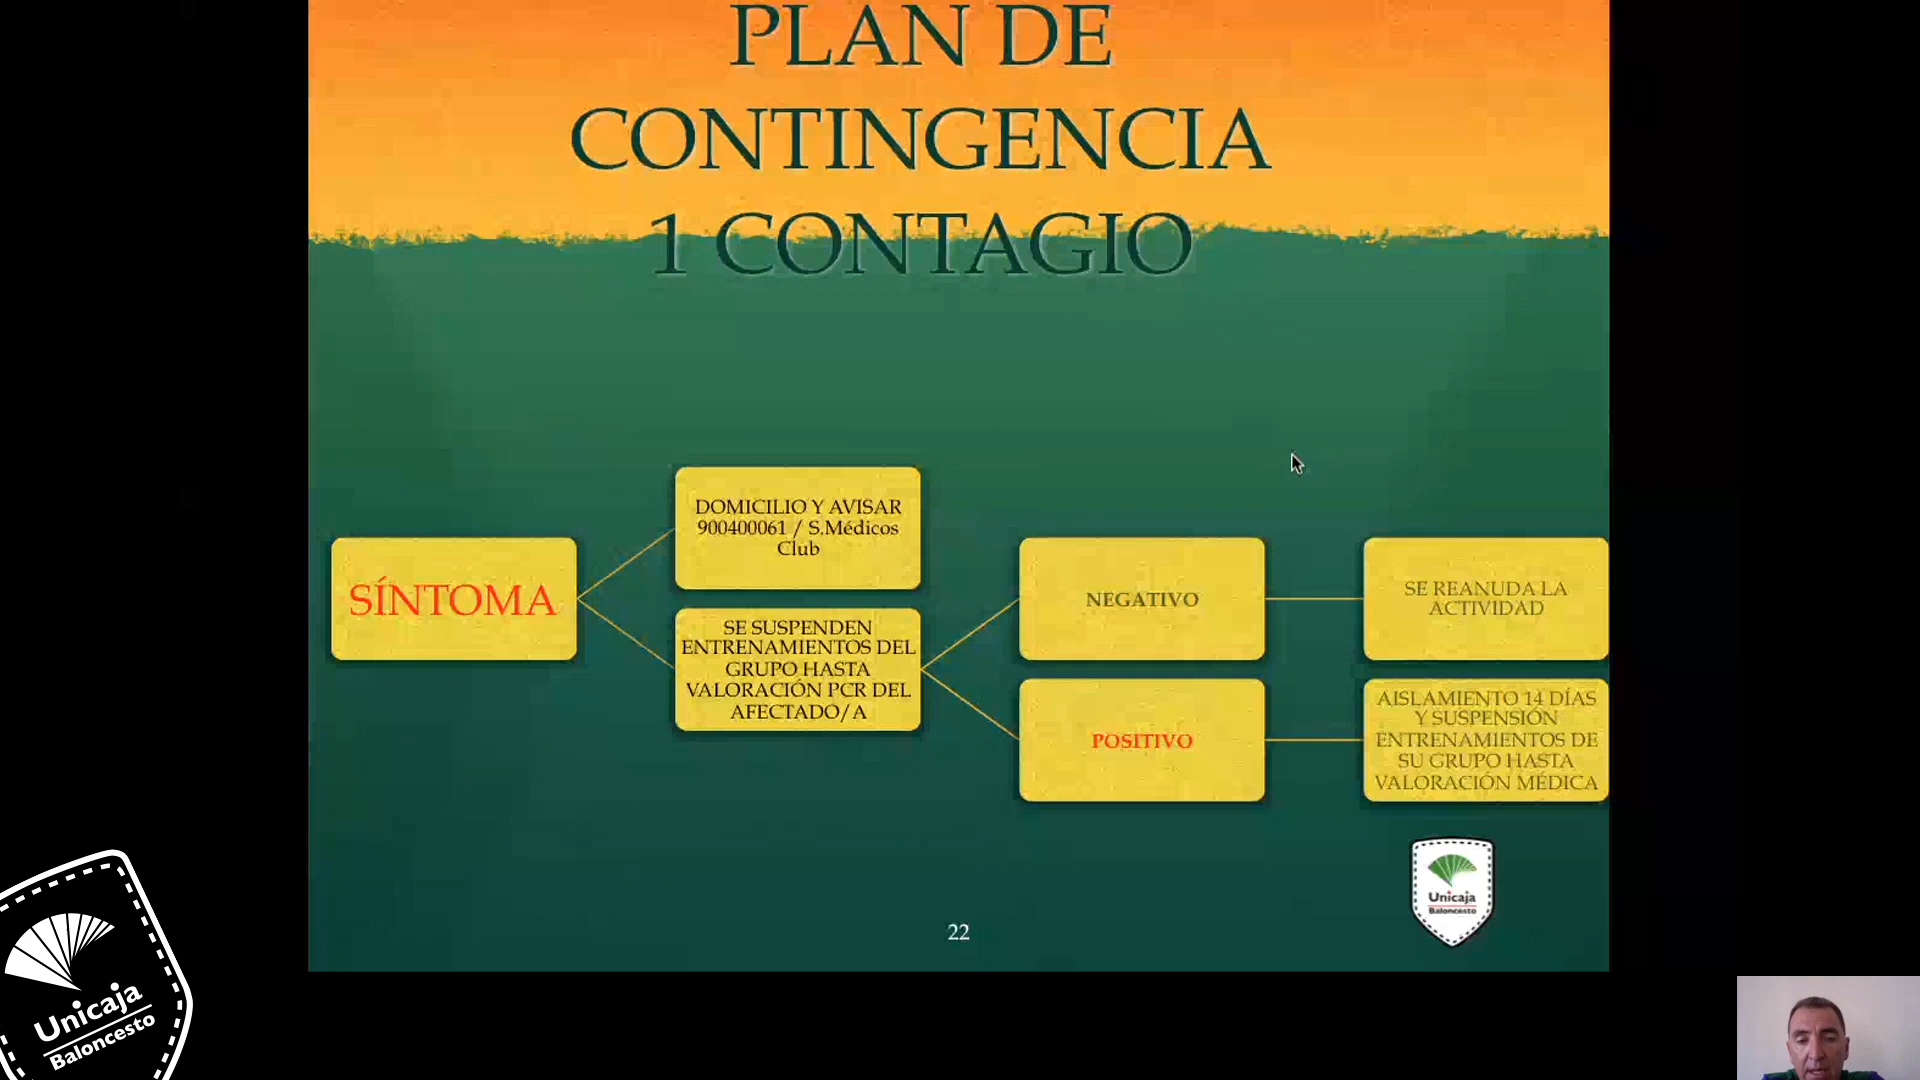 PLAN DE
CONTINGENCIA
1 CONTAGIO
SÍNTOMA
DOMICILIO Y AVISAR
900400061 / S.Médicos
Club
SE SUSPENDEN
ENTRENAMIENTOS DEL
GRUPO HASTA
VALORACIÓN PCR DEL
AFECTADO/A
NEGATIVO
POSITIVO
SE REANUDA LA
ACTIVIDAD
AISLAMIENTO 14 DÍAS
Y SUSPENSIÓN
ENTRENAMIENTOS DE
SU GRUPO HASTA
VALORACIÓN MÉDICA
Unicaja
Baloncesto
22
Unicaja
Baloncesto